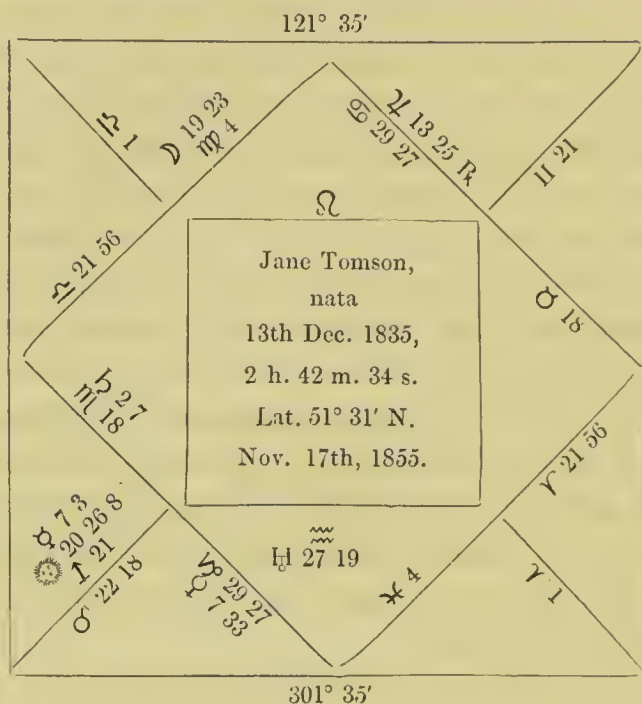 121° 35′
♃ 13 25 ℞
♋ 29 27
☽ 19 23
♍ 4
♎ 1
♊ 21
♌
♎ 21 56
♉ 18
Jane Tomson,
nata
13th Dec. 1835,
2 h. 42 m. 34 s.
Lat. 51° 31′ N.
Nov. 17th, 1855.
♄ 2 7
♏ 18
♈ 21 56
☿ 7 3
☉ 20 26 8
♐ 21
♂ 22 18
♑ 29 27
♀ 7 33
♒
♅ 27 19
♓ 4
♈ 1
301° 35′